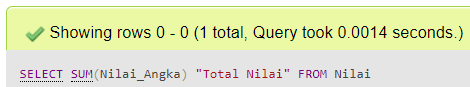 Showing rows 0 - 0 (1 total, Query took 0.0014 seconds.)
SELECT SUM(Nilai_Angka) "Total Nilai" FROM Nilai